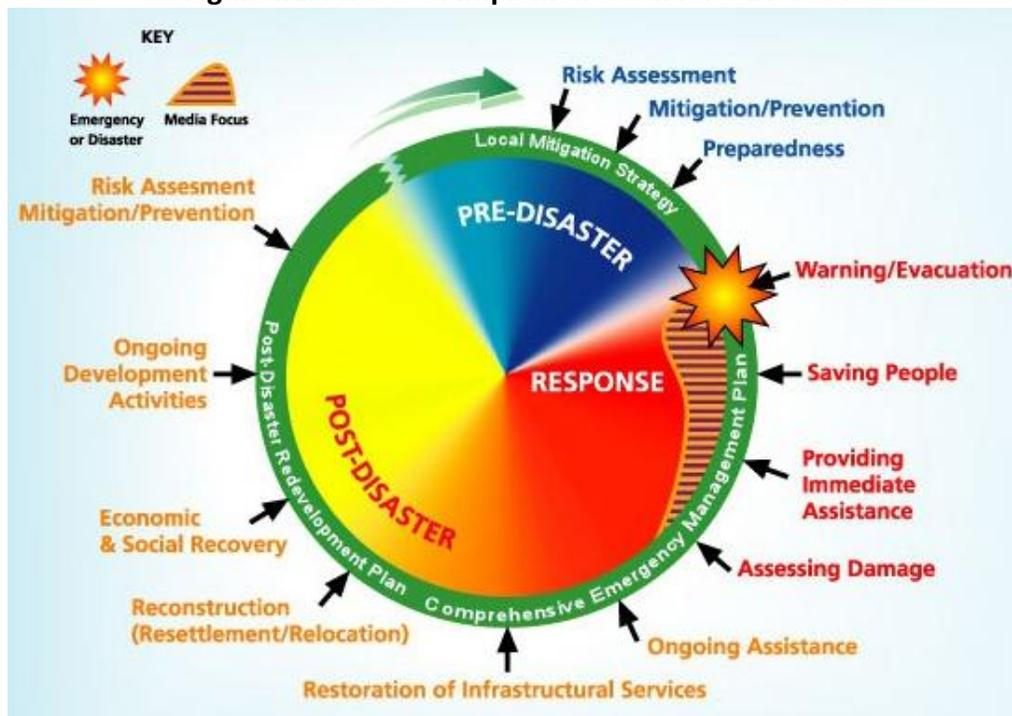 KEY
Emergency
or Disaster
Media Focus
Risk Assessment
Mitigation/Prevention
Preparedness
Warning/Evacuation
Saving People
Providing
Immediate
Assistance
Assessing Damage
Ongoing Assistance
Restoration of Infrastructural Services
Reconstruction
(Resettlement/Relocation)
Economic
& Social Recovery
Ongoing
Development
Activities
Risk Assesment
Mitigation/Prevention
Local Mitigation Strategy
Comprehensive Emergency Management Plan
Post-Disaster Redevelopment Plan
PRE-DISASTER
RESPONSE
POST-DISASTER